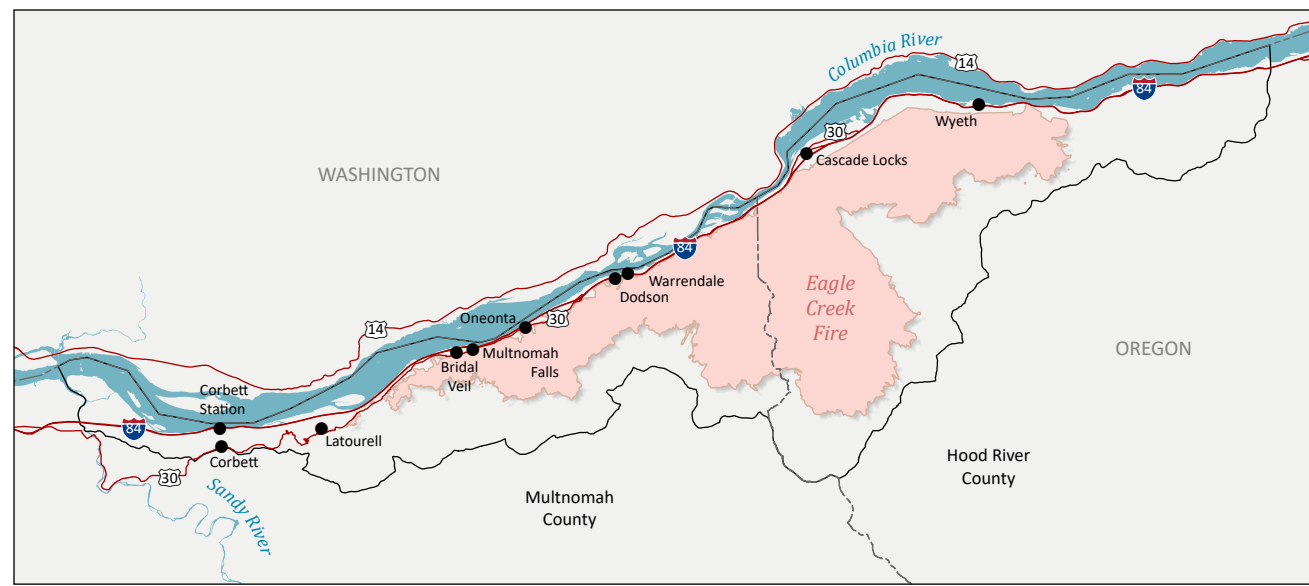 Columbia River
14
84
30
Wyeth
Cascade Locks
WASHINGTON
84
Warrendale
Dodson
Eagle
Creek
Fire
Oneonta
30
14
Multnomah
Falls
Bridal
Veil
OREGON
Corbett
Station
84
Latourell
Corbett
30
Sandy River
Hood River
County
Multnomah
County